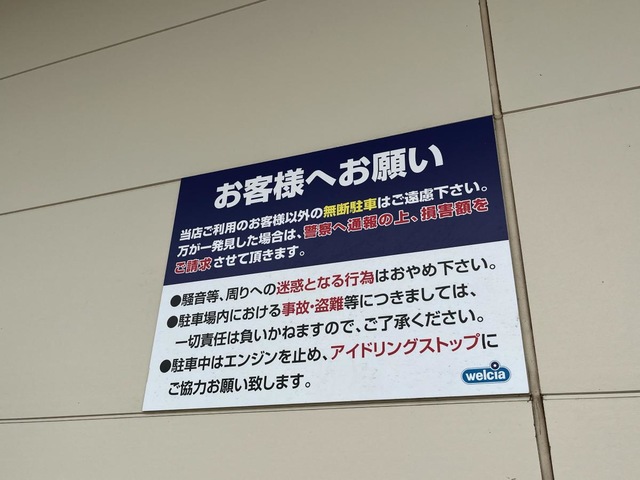 お客様へお願い
当店ご利用のお客様以外の無断駐車はご遠慮下さい。
万が一発見した場合は、警察へ通報の上、損害額を
ご請求させて頂きます。
●騒音等、周りへの迷惑となる行為はおやめ下さい。
●駐車場内における事故・盗難等につきましては、
一切責任は負いかねますので、ご了承ください。
●駐車中はエンジンを止め、アイドリングストップに
ご協力お願い致します。
welcia